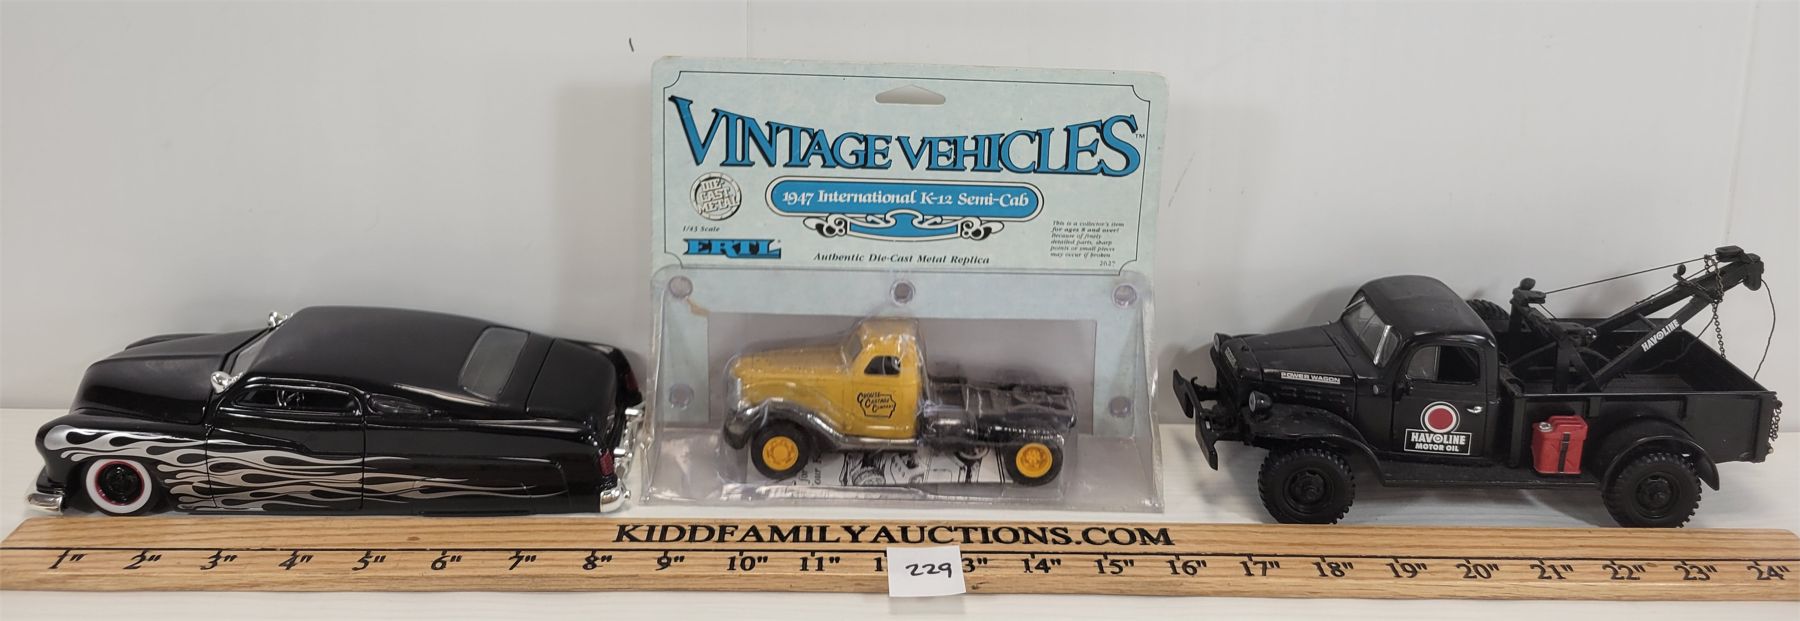 VINTAGE VEHICLES™
DIE-CAST METAL
1947 International K-12 Semi-Cab
1/43 Scale
ERTL
Authentic Die-Cast Metal Replica
This is a collector's item
for ages 8 and over!
Because of finely
detailed parts, sharp
points or small pieces
may occur if broken
2027
POWER WAGON
HAVOLINE
HAVOLINE
MOTOR OIL
KIDDFAMILYAUCTIONS.COM
1" 2" 3" 4" 5" 6" 7" 8" 9" 10" 11" 229 3" 14" 15" 16" 17" 18" 19" 20" 21" 22" 23" 24"